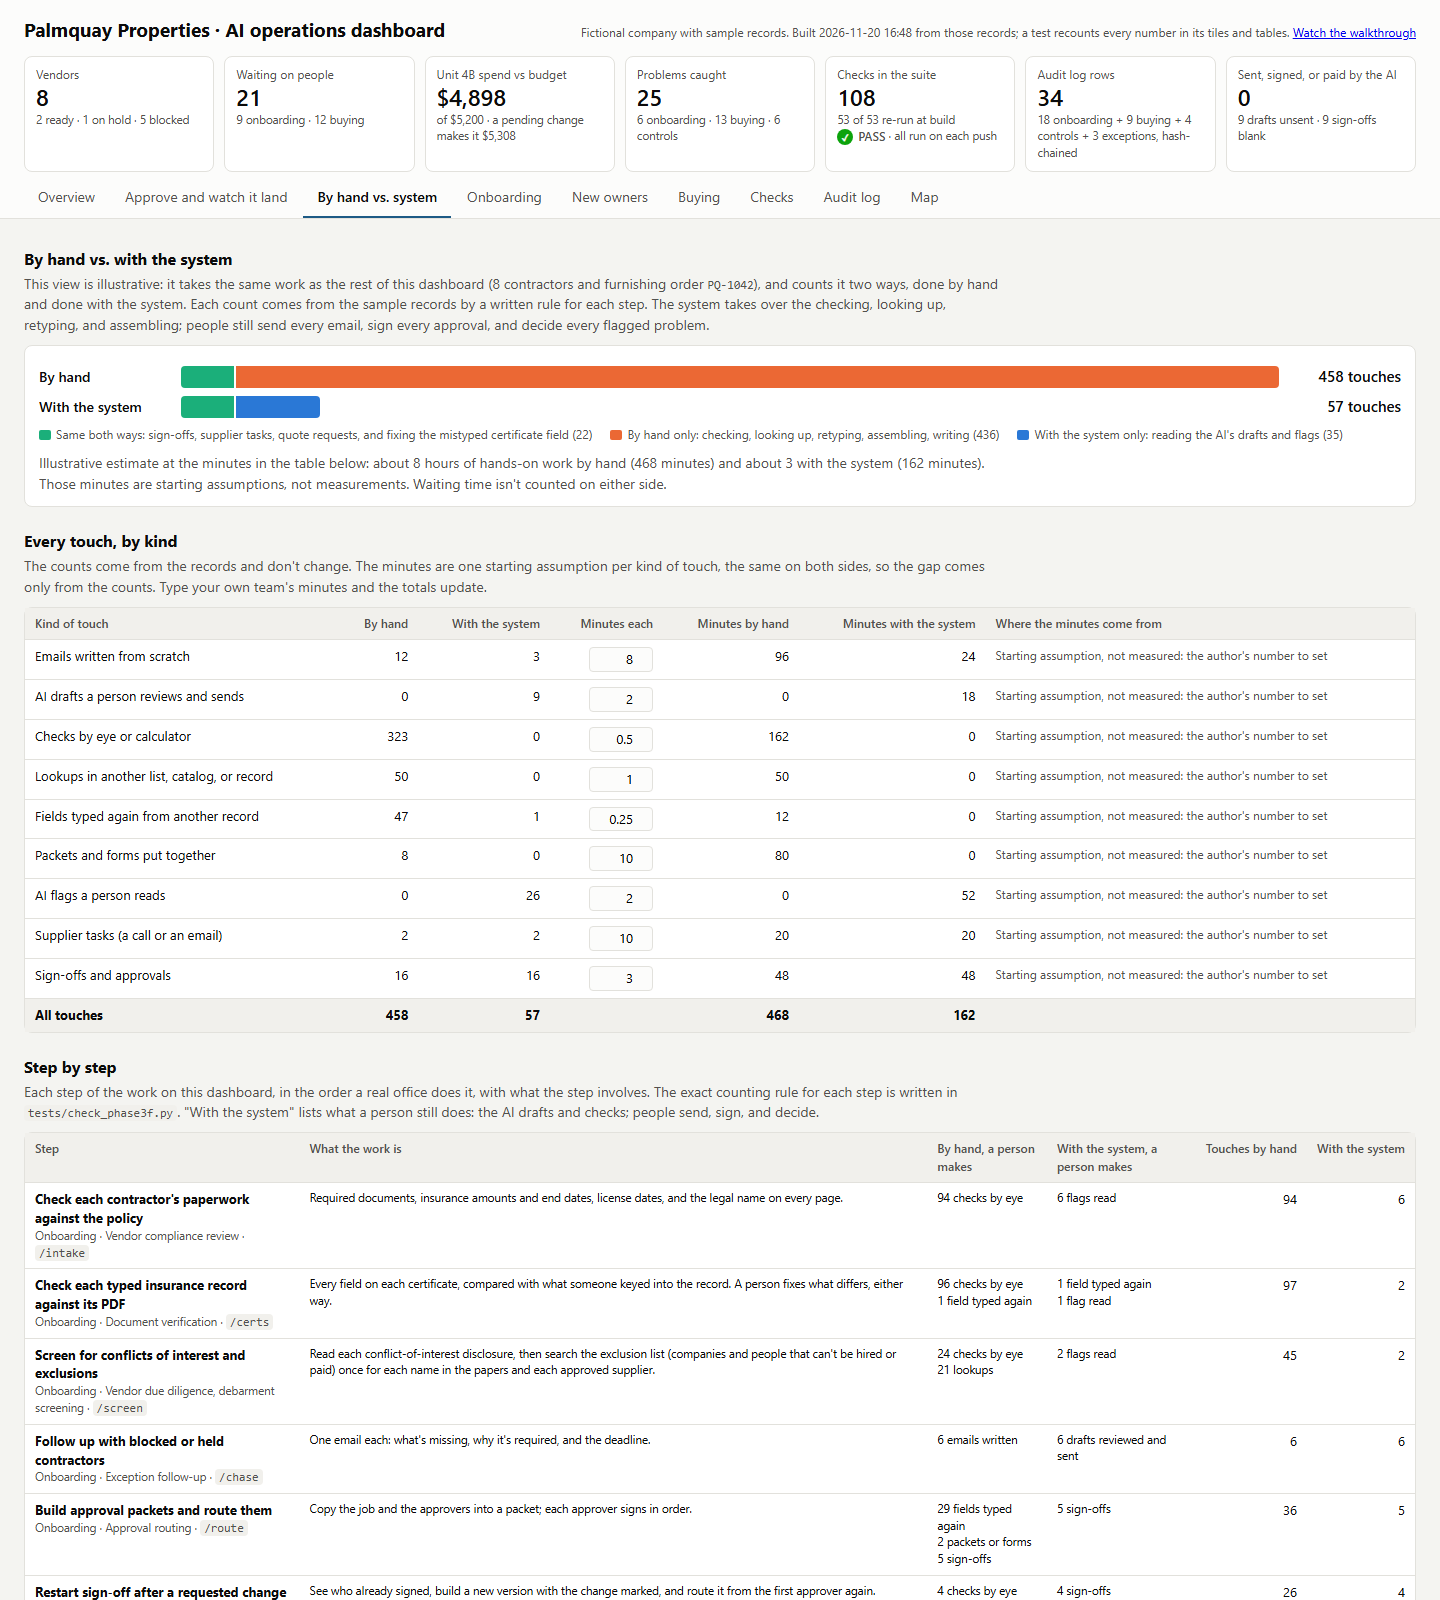 Palmquay Properties · AI operations dashboard
Fictional company with sample records. Built 2026-11-20 16:48 from those records; a test recounts every number in its tiles and tables. Watch the walkthrough
Vendors
8
2 ready · 1 on hold · 5 blocked
Waiting on people
21
9 onboarding · 12 buying
Unit 4B spend vs budget
$4,898
of $5,200 · a pending change
makes it $5,308
Problems caught
25
6 onboarding · 13 buying · 6
controls
Checks in the suite
108
53 of 53 re-run at build
PASS · all run on each push
Audit log rows
34
18 onboarding + 9 buying + 4
controls + 3 exceptions, hash-
chained
Sent, signed, or paid by the AI
0
9 drafts unsent · 9 sign-offs
blank
Overview Approve and watch it land By hand vs. system Onboarding New owners Buying Checks Audit log Map
By hand vs. with the system
This view is illustrative: it takes the same work as the rest of this dashboard (8 contractors and furnishing order PQ-1042), and counts it two ways, done by hand
and done with the system. Each count comes from the sample records by a written rule for each step. The system takes over the checking, looking up,
retyping, and assembling; people still send every email, sign every approval, and decide every flagged problem.
By hand 458 touches
With the system 57 touches
Same both ways: sign-offs, supplier tasks, quote requests, and fixing the mistyped certificate field (22) By hand only: checking, looking up, retyping, assembling, writing (436) With the system only: reading the AI's drafts and flags (35)
Illustrative estimate at the minutes in the table below: about 8 hours of hands-on work by hand (468 minutes) and about 3 with the system (162 minutes).
Those minutes are starting assumptions, not measurements. Waiting time isn't counted on either side.
Every touch, by kind
The counts come from the records and don't change. The minutes are one starting assumption per kind of touch, the same on both sides, so the gap comes
only from the counts. Type your own team's minutes and the totals update.
Kind of touch By hand With the system Minutes each Minutes by hand Minutes with the system Where the minutes come from
Emails written from scratch 12 3 8 96 24 Starting assumption, not measured: the author's number to set
AI drafts a person reviews and sends 0 9 2 0 18 Starting assumption, not measured: the author's number to set
Checks by eye or calculator 323 0 0.5 162 0 Starting assumption, not measured: the author's number to set
Lookups in another list, catalog, or record 50 0 1 50 0 Starting assumption, not measured: the author's number to set
Fields typed again from another record 47 1 0.25 12 0 Starting assumption, not measured: the author's number to set
Packets and forms put together 8 0 10 80 0 Starting assumption, not measured: the author's number to set
AI flags a person reads 0 26 2 0 52 Starting assumption, not measured: the author's number to set
Supplier tasks (a call or an email) 2 2 10 20 20 Starting assumption, not measured: the author's number to set
Sign-offs and approvals 16 16 3 48 48 Starting assumption, not measured: the author's number to set
All touches 458 57 468 162
Step by step
Each step of the work on this dashboard, in the order a real office does it, with what the step involves. The exact counting rule for each step is written in
tests/check_phase3f.py . "With the system" lists what a person still does: the AI drafts and checks; people send, sign, and decide.
Step What the work is By hand, a person makes With the system, a person makes Touches by hand With the system
Check each contractor's paperwork
against the policy
Onboarding · Vendor compliance review ·
/intake
Required documents, insurance amounts and end dates, license dates, and the legal name on every page.
94 checks by eye
6 flags read
94
6
Check each typed insurance record
against its PDF
Onboarding · Document verification · /certs
Every field on each certificate, compared with what someone keyed into the record. A person fixes what differs, either
way.
96 checks by eye
1 field typed again
1 field typed again
1 flag read
97
2
Screen for conflicts of interest and
exclusions
Onboarding · Vendor due diligence, debarment
screening · /screen
Read each conflict-of-interest disclosure, then search the exclusion list (companies and people that can't be hired or
paid) once for each name in the papers and each approved supplier.
24 checks by eye
21 lookups
2 flags read
45
2
Follow up with blocked or held
contractors
Onboarding · Exception follow-up · /chase
One email each: what's missing, why it's required, and the deadline.
6 emails written
6 drafts reviewed and
sent
6
6
Build approval packets and route them
Onboarding · Approval routing · /route
Copy the job and the approvers into a packet; each approver signs in order.
29 fields typed
again
2 packets or forms
5 sign-offs
5 sign-offs
36
5
Restart sign-off after a requested change
See who already signed, build a new version with the change marked, and route it from the first approver again.
4 checks by eye
4 sign-offs
26
4